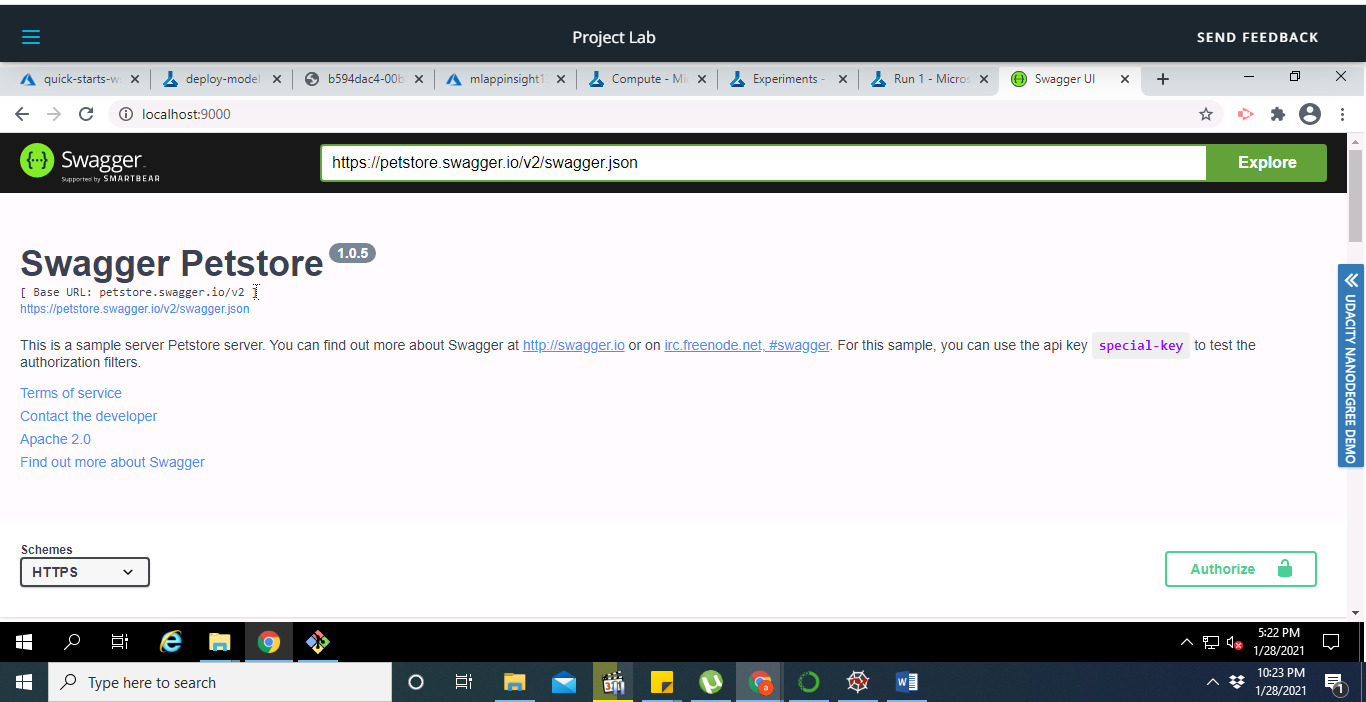 Project Lab
SEND FEEDBACK
quick-starts-w
deploy-model
b594dac4-00b
mlappinsight1
Compute - Mi
Experiments -
Run 1 - Micros
Swagger UI
localhost:9000
Swagger
Supported by SMARTBEAR
https://petstore.swagger.io/v2/swagger.json
Explore
Swagger Petstore 1.0.5
[ Base URL: petstore.swagger.io/v2 ]
https://petstore.swagger.io/v2/swagger.json
This is a sample server Petstore server. You can find out more about Swagger at http://swagger.io or on irc.freenode.net, #swagger. For this sample, you can use the api key special-key to test the
authorization filters.
Terms of service
Contact the developer
Apache 2.0
Find out more about Swagger
UDACITY NANODEGREE DEMO
Schemes
HTTPS
Authorize
5:22 PM
1/28/2021
Type here to search
10:23 PM
1/28/2021
1